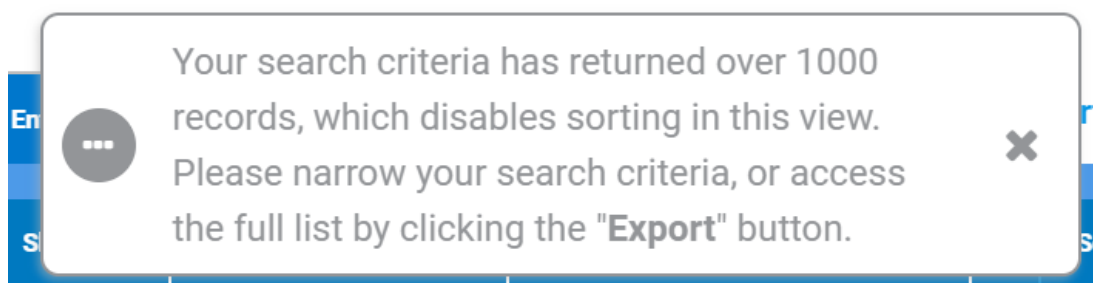 Your search criteria has returned over 1000
records, which disables sorting in this view.
Please narrow your search criteria, or access
the full list by clicking the "Export" button.